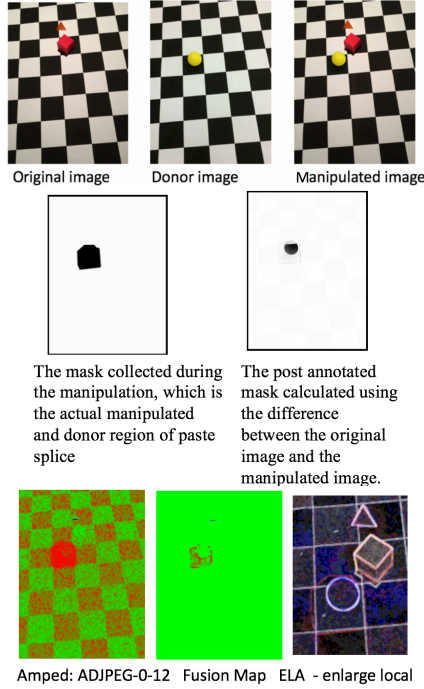 Original image
Donor image
Manipulated image
The mask collected during
the manipulation, which is
the actual manipulated
and donor region of paste
splice
The post annotated
mask calculated using
the difference
between the original
image and the
manipulated image.
Amped: ADJPEG-0-12 Fusion Map ELA - enlarge local